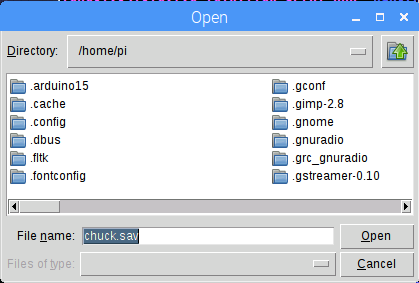 Open
Directory: /home/pi
.arduino15 .gconf
.cache .gimp-2.8
.config .gnome
.dbus .gnuradio
.fltk .grc_gnuradio
.fontconfig .gstreamer-0.10
File name: chuck.sav Open
Files of type: Cancel